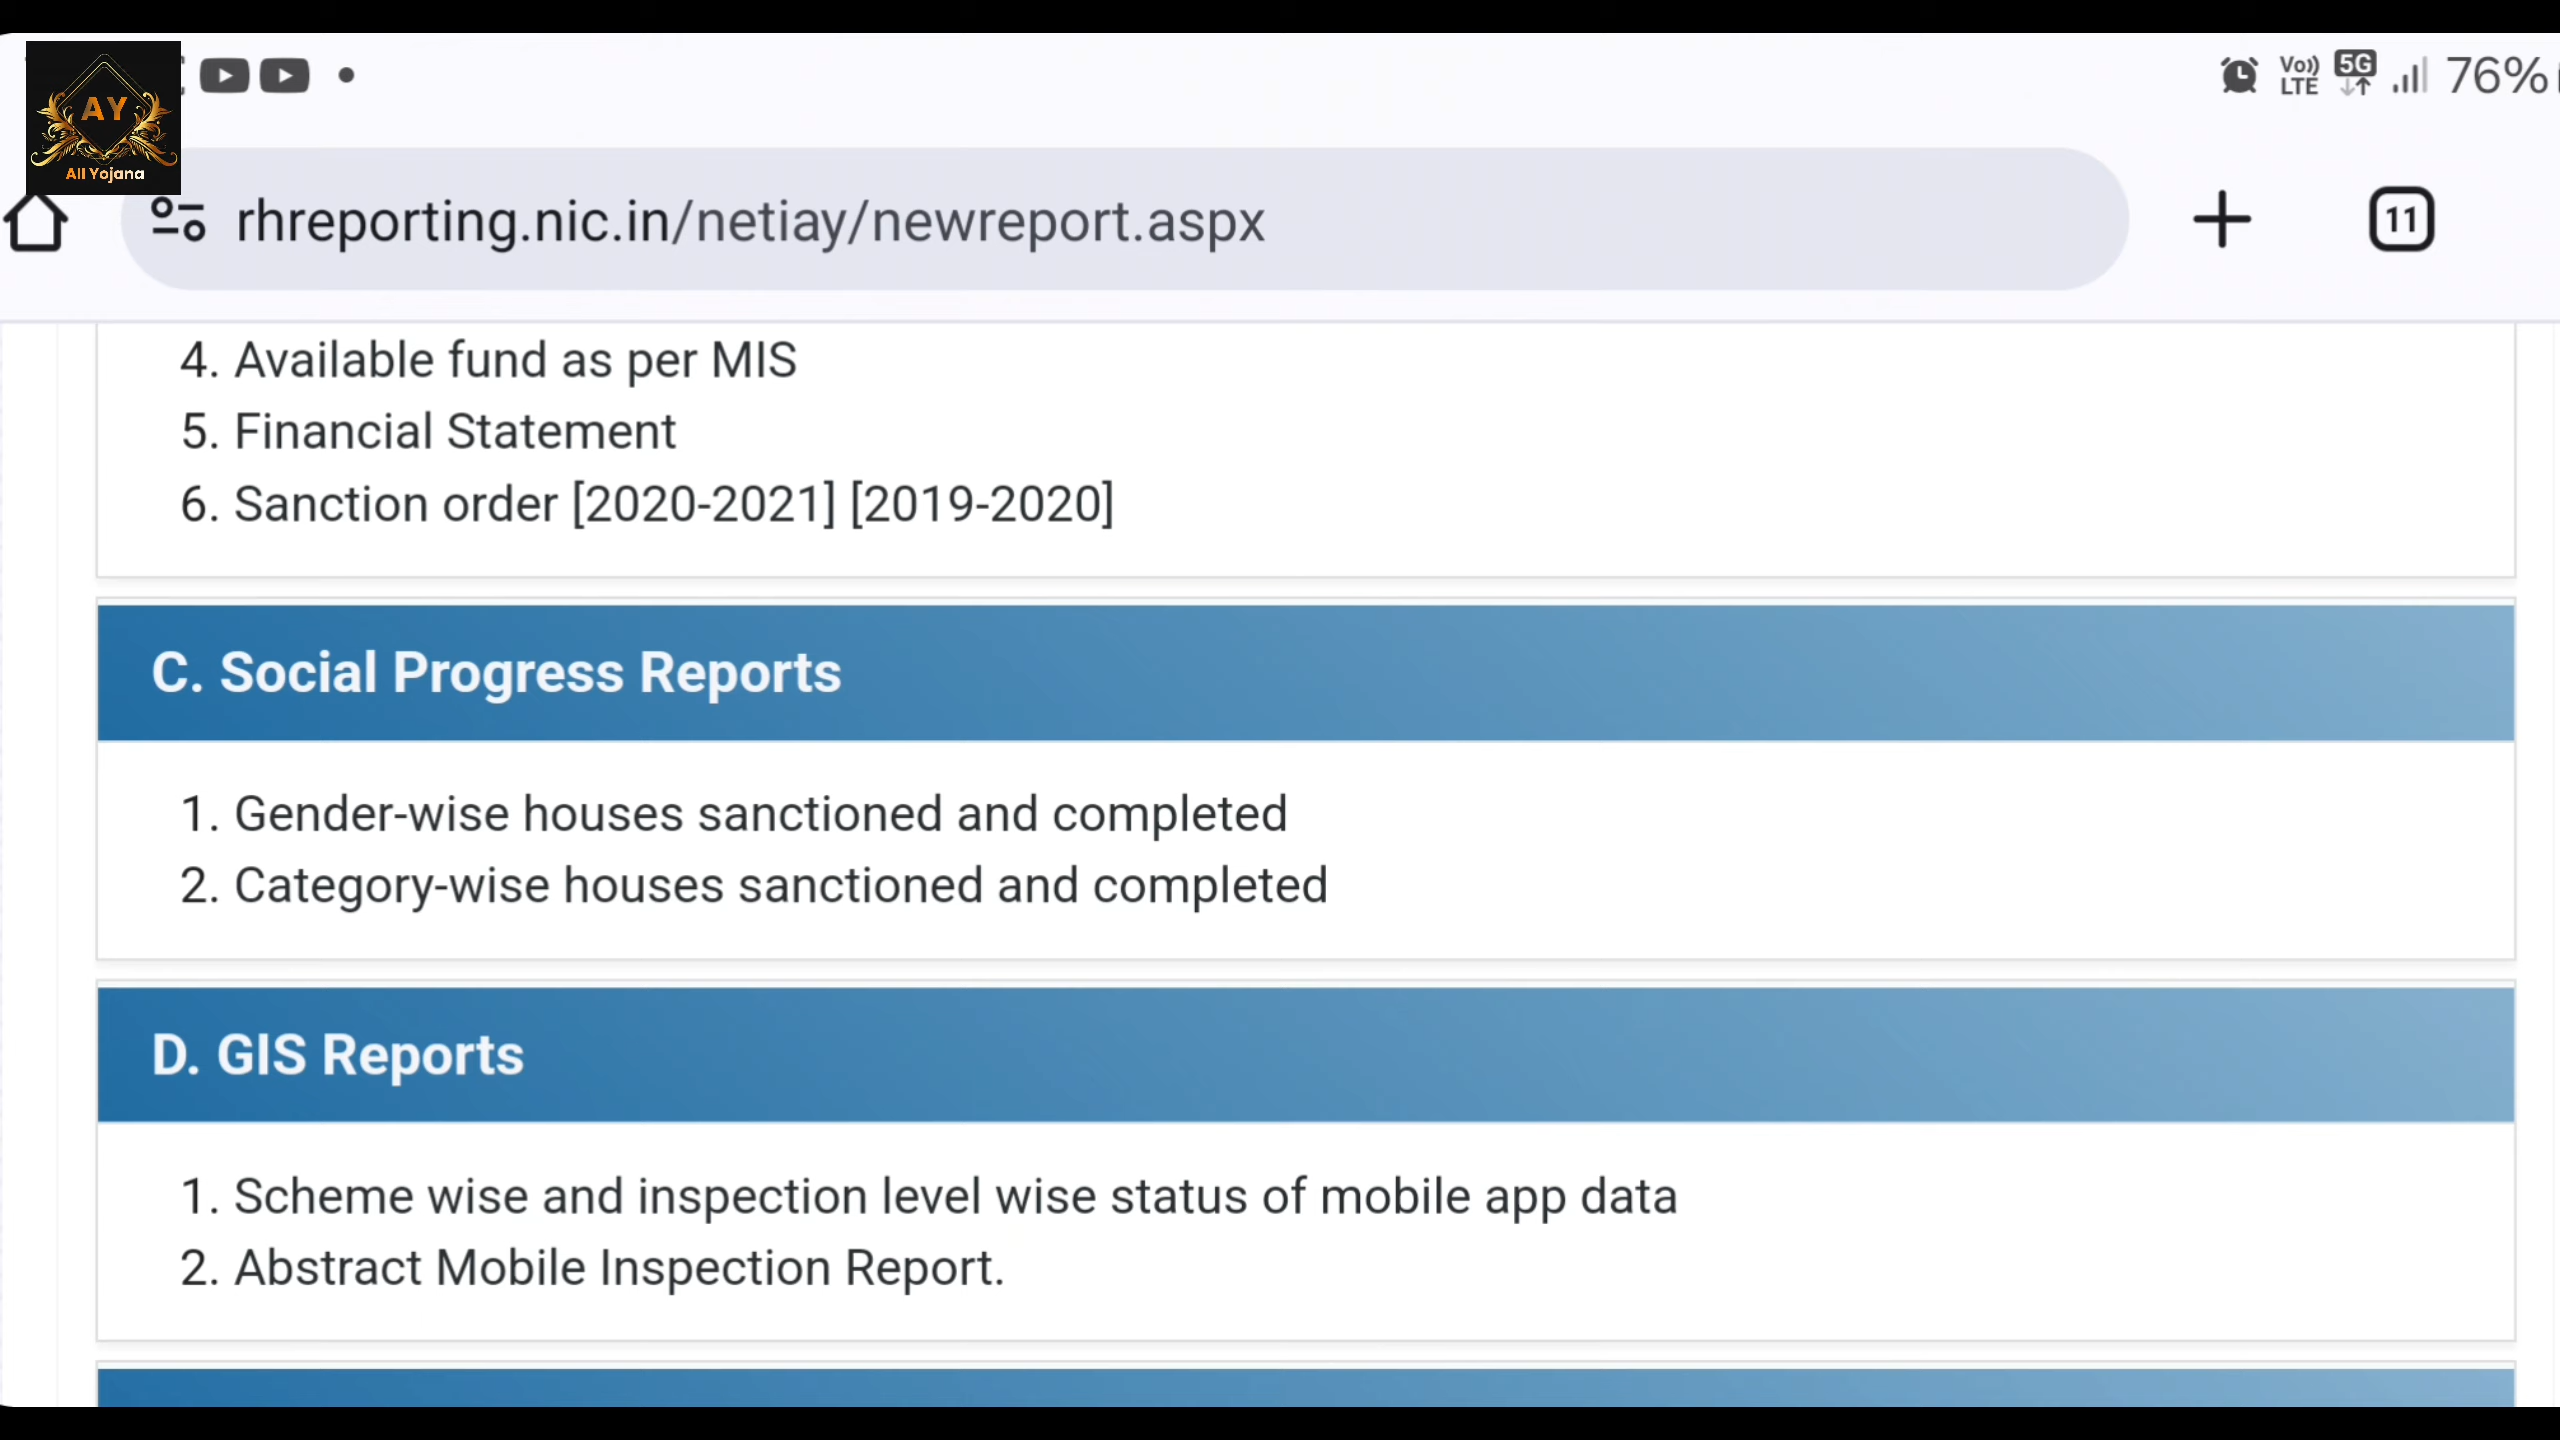 AY
All Yojana
Vo)) LTE 5G 76%
rhreporting.nic.in/netiay/newreport.aspx
11
4. Available fund as per MIS
5. Financial Statement
6. Sanction order [2020-2021] [2019-2020]
C. Social Progress Reports
1. Gender-wise houses sanctioned and completed
2. Category-wise houses sanctioned and completed
D. GIS Reports
1. Scheme wise and inspection level wise status of mobile app data
2. Abstract Mobile Inspection Report.